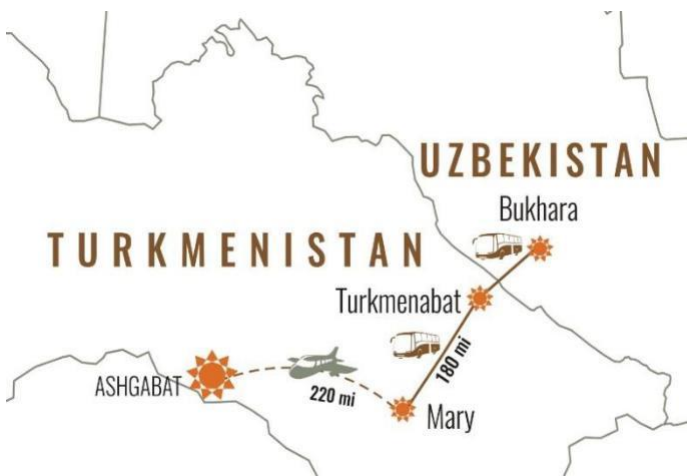 UZBEKISTAN
Bukhara
TURKMENISTAN
Turkmenabat
180 mi
ASHGABAT
220 mi
Mary